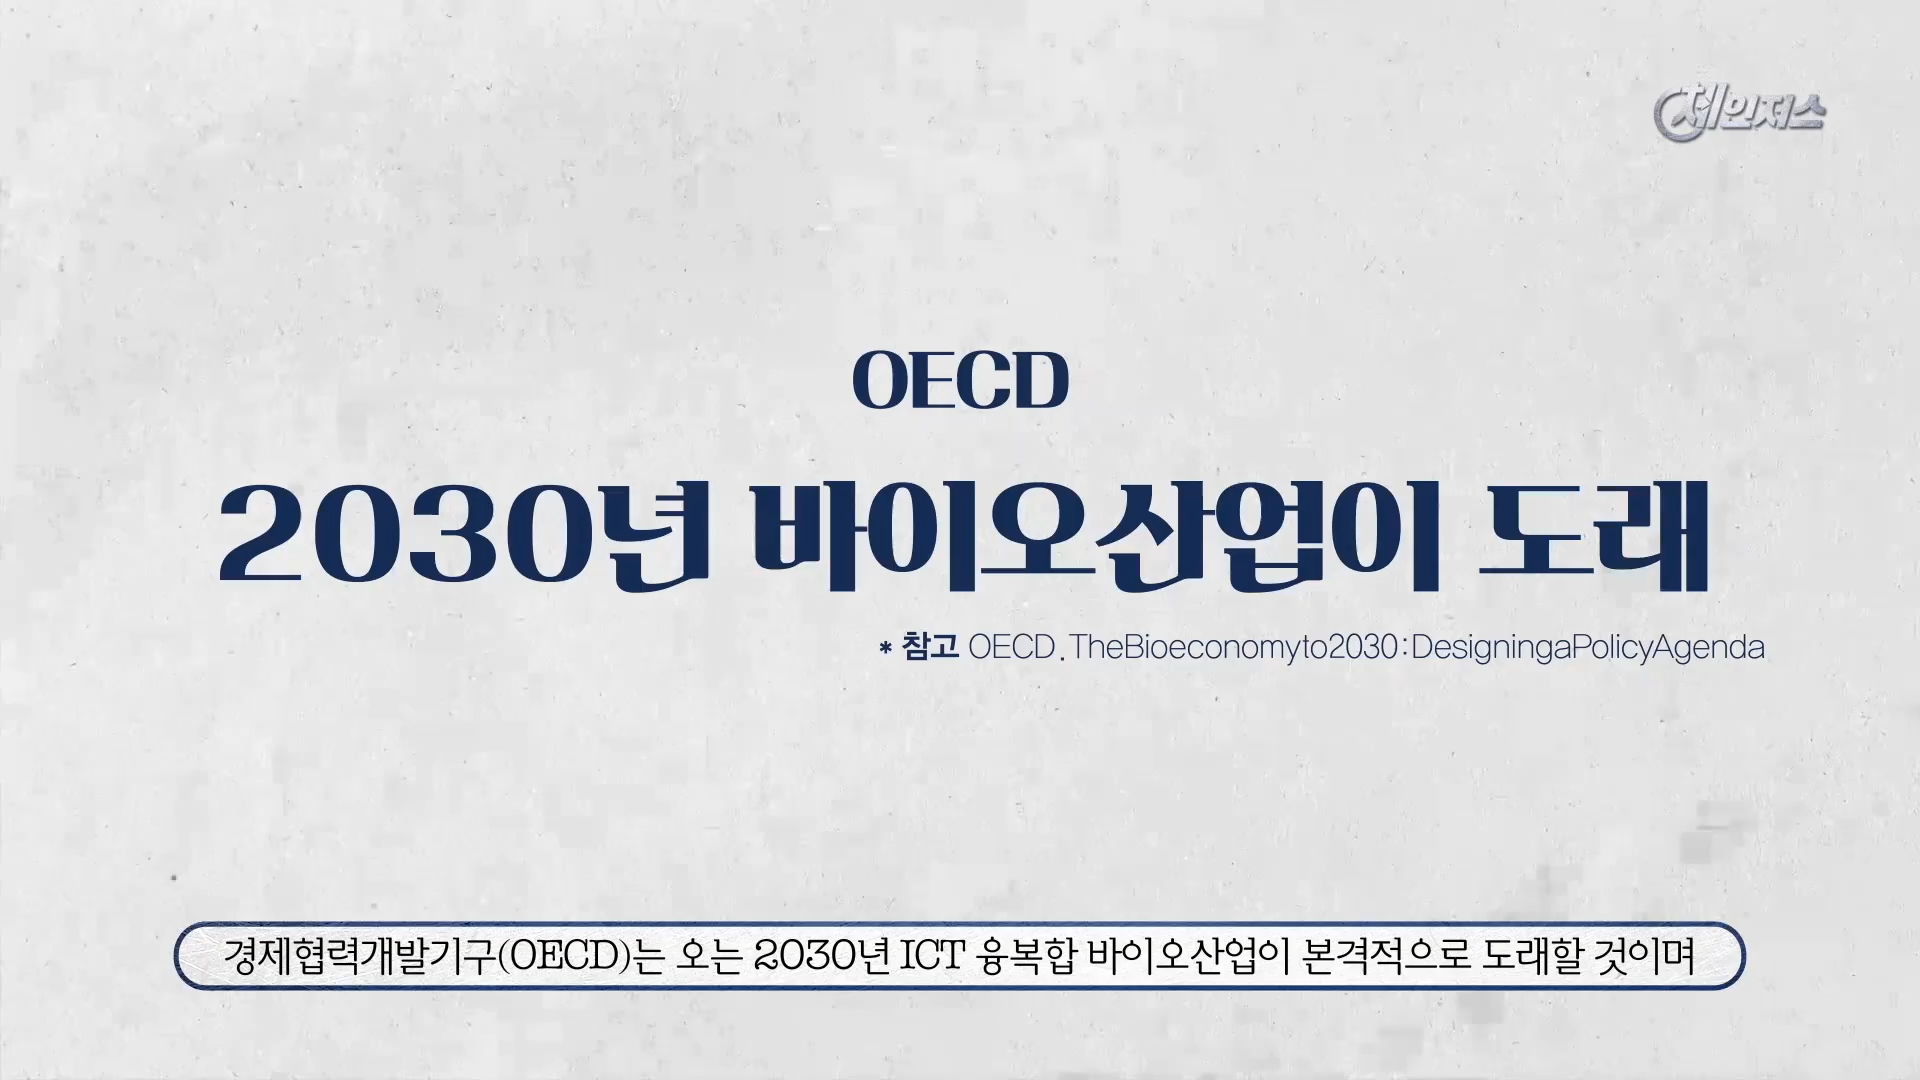 체인저스
OECD
2030년 바이오산업이 도래
* 참고 OECD.TheBioeconomyto2030:DesigningaPolicyAgenda
경제협력개발기구(OECD)는 오는 2030년 ICT 융복합 바이오산업이 본격적으로 도래할 것이며